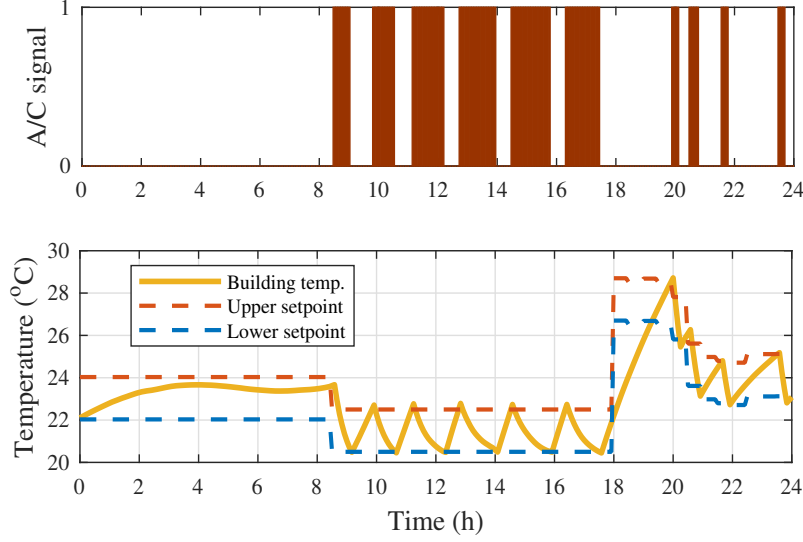 A/C signal
1
0
0 2 4 6 8 10 12 14 16 18 20 22 24
Temperature (°C)
30
28
26
24
22
20
Building temp.
Upper setpoint
Lower setpoint
0 2 4 6 8 10 12 14 16 18 20 22 24
Time (h)